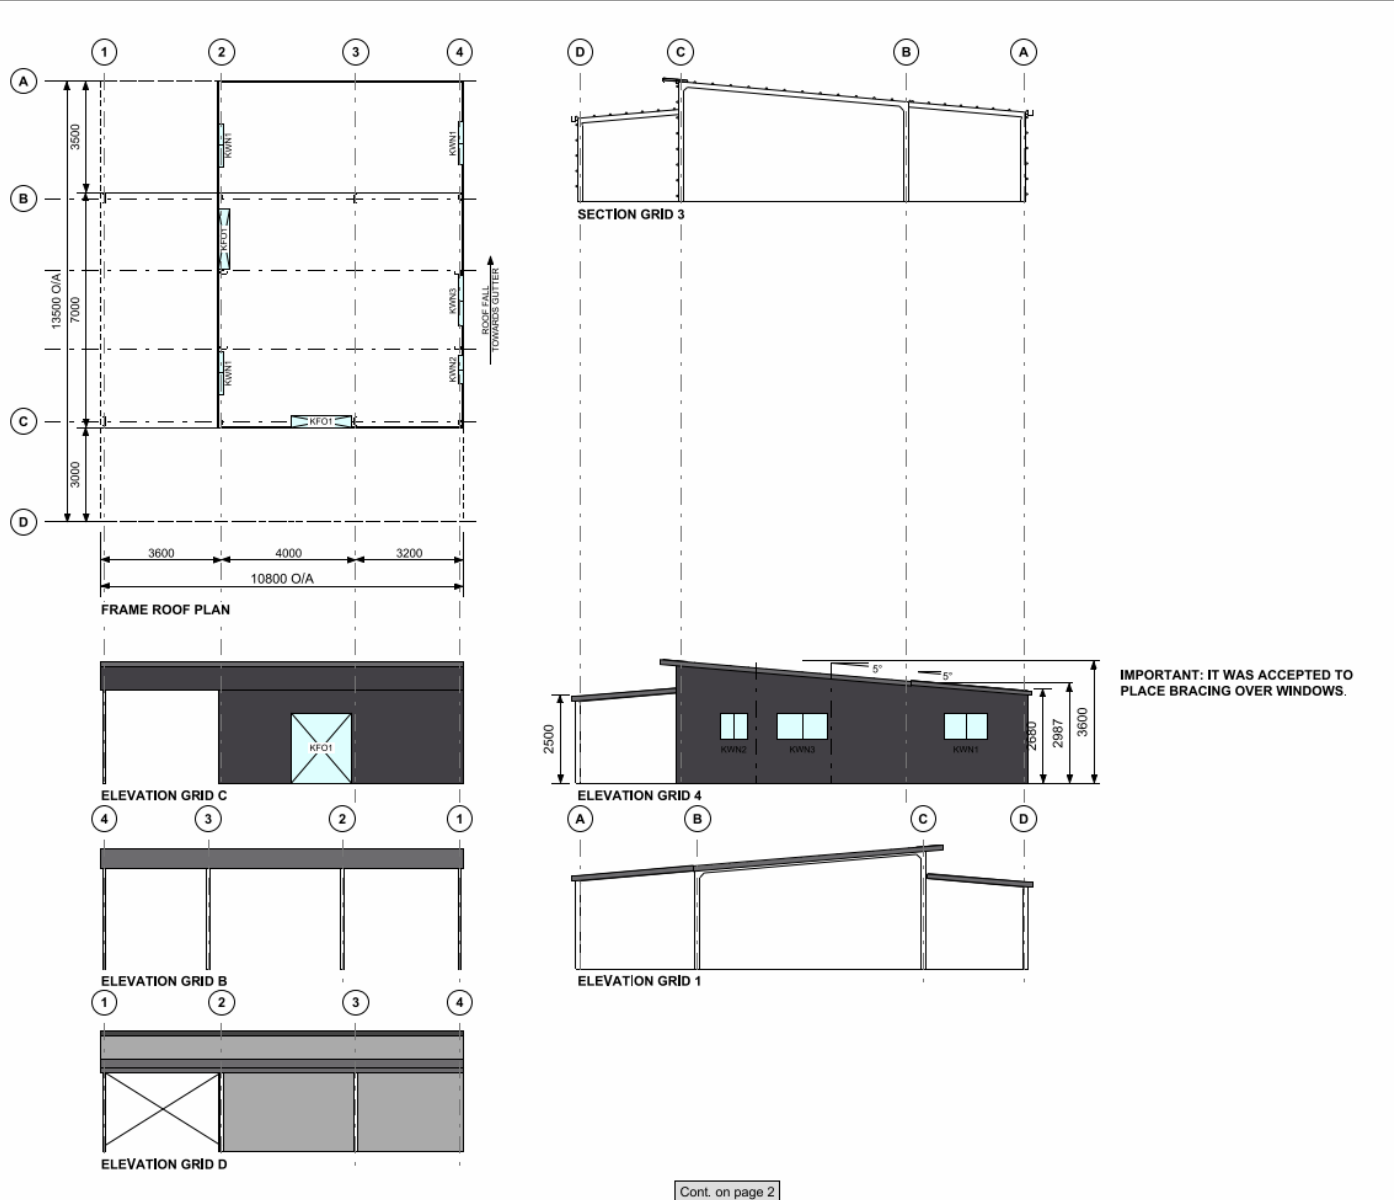 1
2
3
4
D
C
B
A
A
3500
KWN1
KWN1
B
SECTION GRID 3
KFO1
13500 O/A
7000
KWN3
ROOF FALL
TOWARDS GUTTER
KWN1
KWN2
C
KFO1
3000
D
3600
4000
3200
10800 O/A
FRAME ROOF PLAN
5°
5°
IMPORTANT: IT WAS ACCEPTED TO
PLACE BRACING OVER WINDOWS.
KFO1
2500
KWN2
KWN3
KWN1
2680
2987
3600
ELEVATION GRID C
ELEVATION GRID 4
4
3
2
1
A
B
C
D
ELEVATION GRID B
ELEVATION GRID 1
1
2
3
4
ELEVATION GRID D
Cont. on page 2